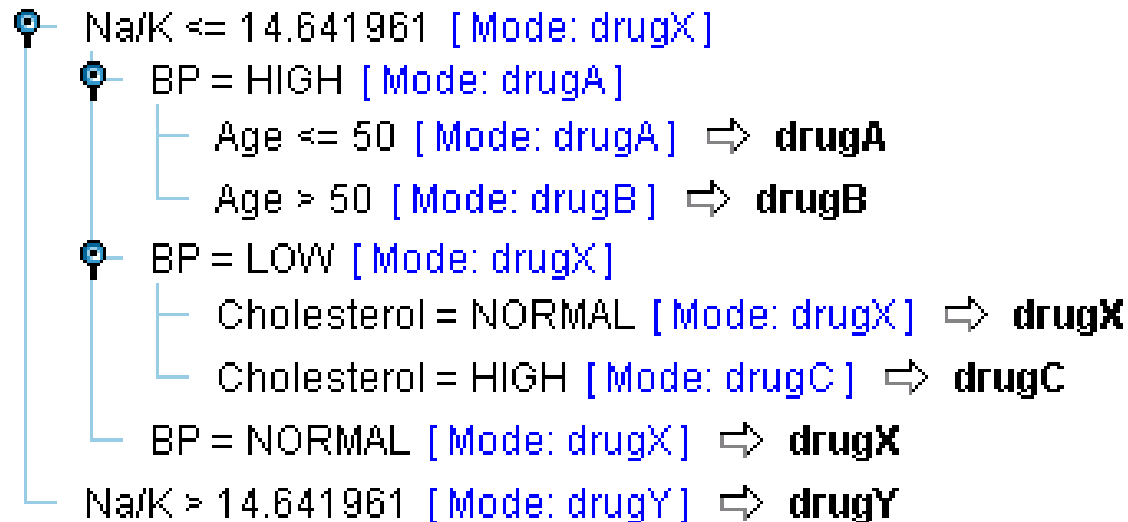 Na/K <= 14.641961 [Mode: drugX]
BP = HIGH [Mode: drugA]
Age <= 50 [Mode: drugA] ⇨ drugA
Age > 50 [Mode: drugB] ⇨ drugB
BP = LOW [Mode: drugX]
Cholesterol = NORMAL [Mode: drugX] ⇨ drugX
Cholesterol = HIGH [Mode: drugC] ⇨ drugC
BP = NORMAL [Mode: drugX] ⇨ drugX
Na/K > 14.641961 [Mode: drugY] ⇨ drugY